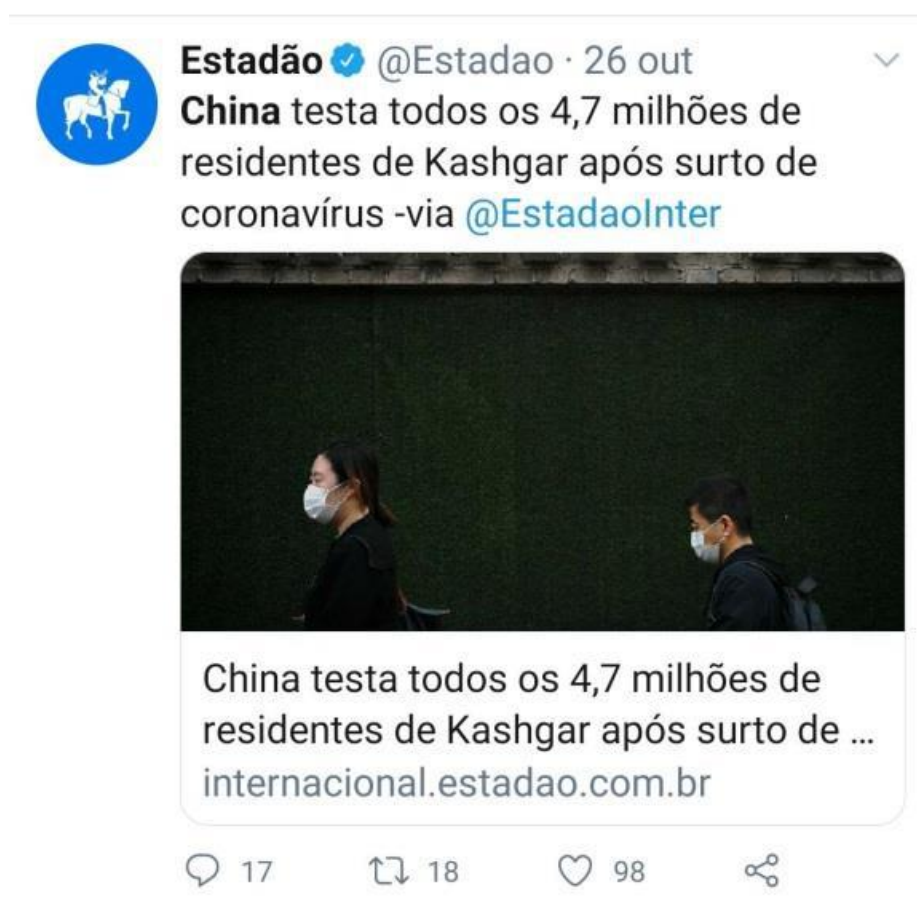 Estadão @Estadao · 26 out
China testa todos os 4,7 milhões de
residentes de Kashgar após surto de
coronavírus -via @EstadaoInter
China testa todos os 4,7 milhões de
residentes de Kashgar após surto de ...
internacional.estadao.com.br
17 18 98